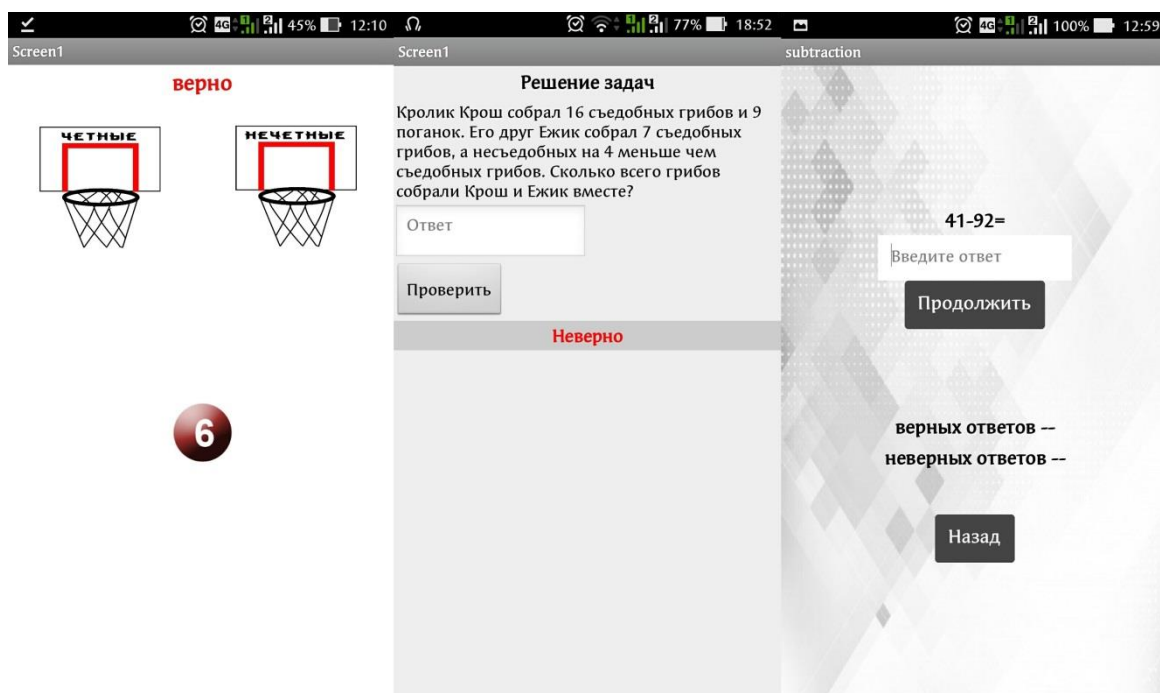 45% 12:10
Screen1
верно
ЧЕТНЫЕ
НЕЧЕТНЫЕ
6
77% 18:52
Screen1
Решение задач
Кролик Крош собрал 16 съедобных грибов и 9
поганок. Его друг Ежик собрал 7 съедобных
грибов, а несъедобных на 4 меньше чем
съедобных грибов. Сколько всего грибов
собрали Крош и Ежик вместе?
Ответ
Проверить
Неверно
4G 1 2 100% 12:59
subtraction
41-92=
Введите ответ
Продолжить
верных ответов --
неверных ответов --
Назад